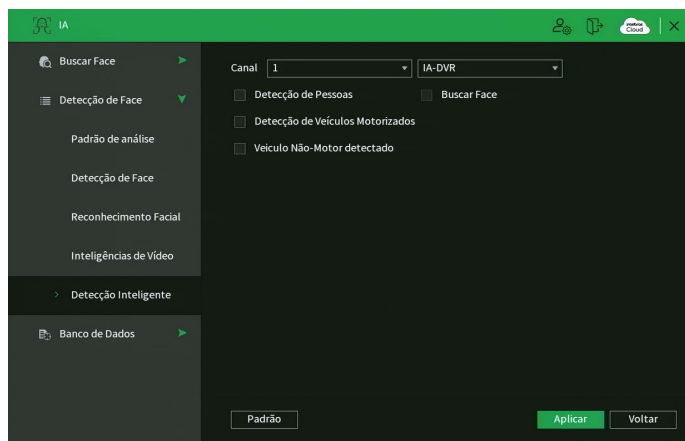 IA
intelbras
Cloud
Buscar Face
Detecção de Face
Padrão de análise
Detecção de Face
Reconhecimento Facial
Inteligências de Vídeo
Detecção Inteligente
Banco de Dados
Canal 1 IA-DVR
Detecção de Pessoas Buscar Face
Detecção de Veículos Motorizados
Veiculo Não-Motor detectado
Padrão Aplicar Voltar